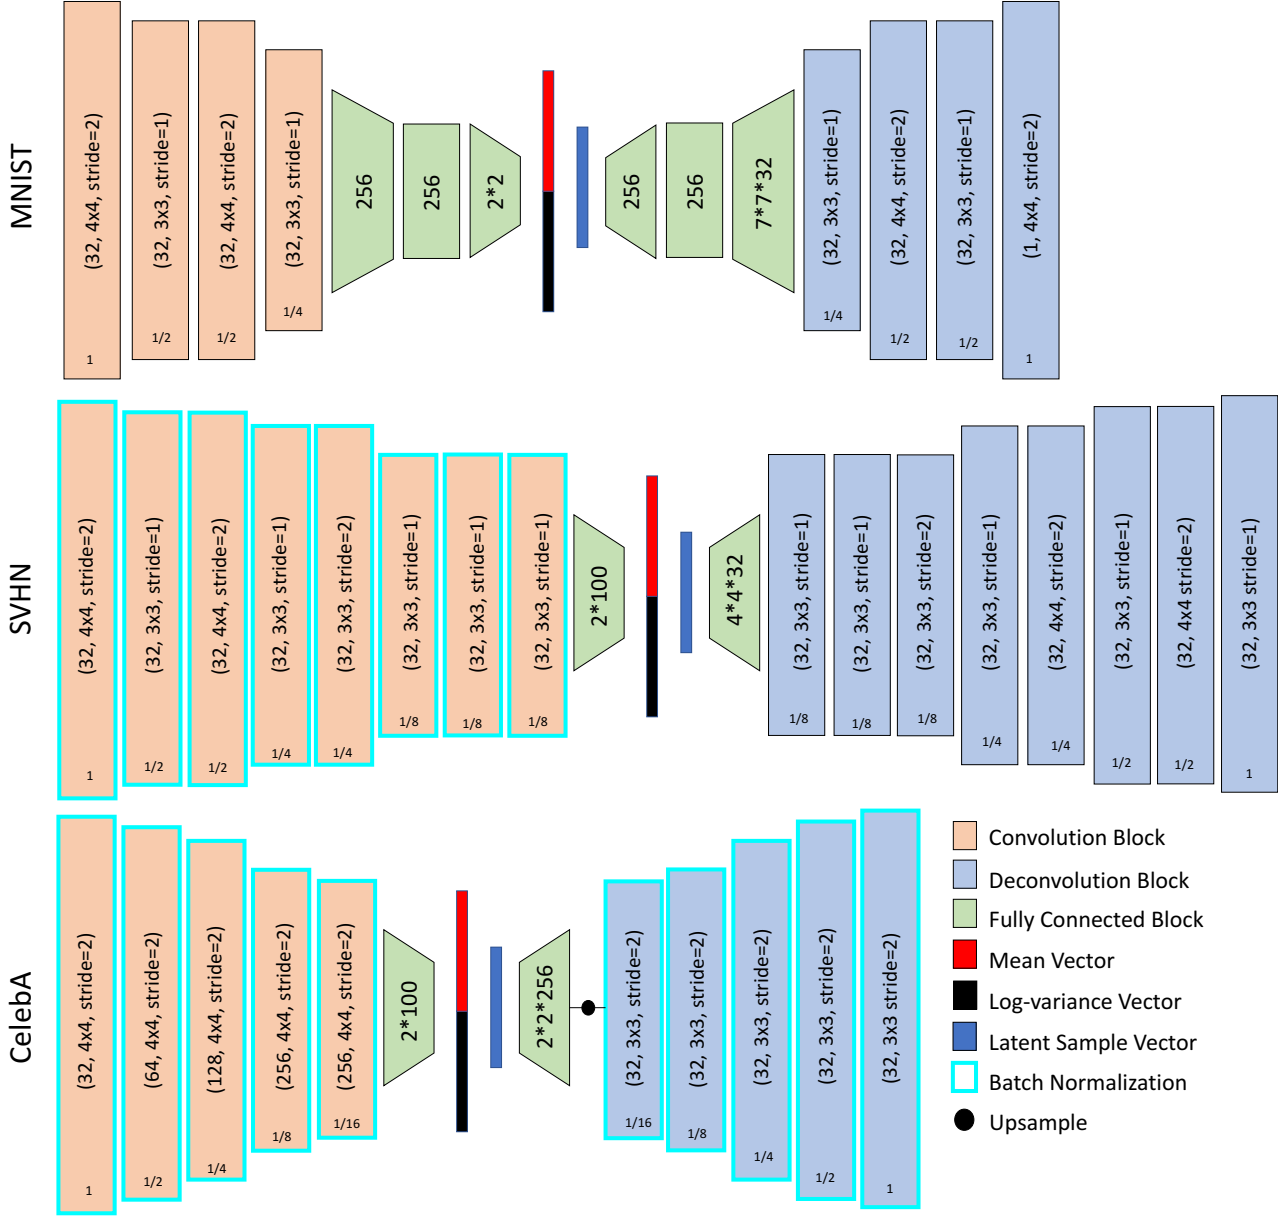 MNIST
(32, 4x4, stride=2)
1
(32, 3x3, stride=1)
1/2
(32, 4x4, stride=2)
1/2
(32, 3x3, stride=1)
1/4
256
256
2*2
256
256
7*7*32
(32, 3x3, stride=1)
1/4
(32, 4x4, stride=2)
1/2
(32, 3x3, stride=1)
1/2
(1, 4x4, stride=2)
1
SVHN
(32, 4x4, stride=2)
1
(32, 3x3, stride=1)
1/2
(32, 4x4, stride=2)
1/2
(32, 3x3, stride=1)
1/4
(32, 3x3, stride=2)
1/4
(32, 3x3, stride=1)
1/8
(32, 3x3, stride=1)
1/8
(32, 3x3, stride=1)
1/8
2*100
4*4*32
(32, 3x3, stride=1)
1/8
(32, 3x3, stride=1)
1/8
(32, 3x3, stride=2)
1/8
(32, 3x3, stride=1)
1/4
(32, 4x4, stride=2)
1/4
(32, 3x3, stride=1)
1/2
(32, 4x4 stride=2)
1/2
(32, 3x3 stride=1)
1
CelebA
(32, 4x4, stride=2)
1
(64, 4x4, stride=2)
1/2
(128, 4x4, stride=2)
1/4
(256, 4x4, stride=2)
1/8
(256, 4x4, stride=2)
1/16
2*100
2*2*256
(32, 3x3, stride=2)
1/16
(32, 3x3, stride=2)
1/8
(32, 3x3, stride=2)
1/4
(32, 3x3, stride=2)
1/2
(32, 3x3 stride=2)
1
Convolution Block
Deconvolution Block
Fully Connected Block
Mean Vector
Log-variance Vector
Latent Sample Vector
Batch Normalization
Upsample